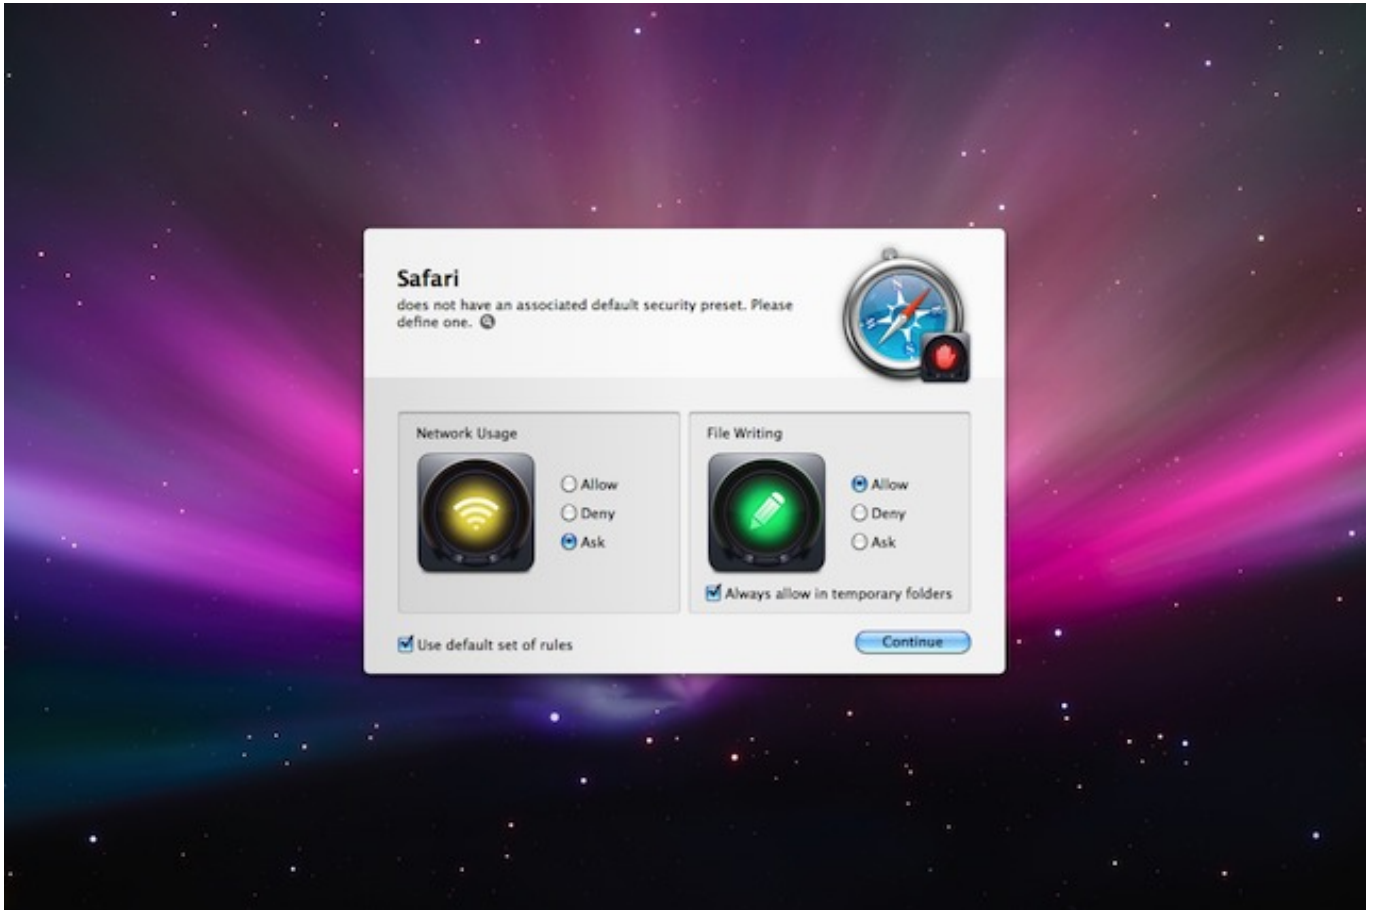 Safari
does not have an associated default security preset. Please
define one.
Network Usage
Allow
Deny
Ask
File Writing
Allow
Deny
Ask
Always allow in temporary folders
Use default set of rules
Continue